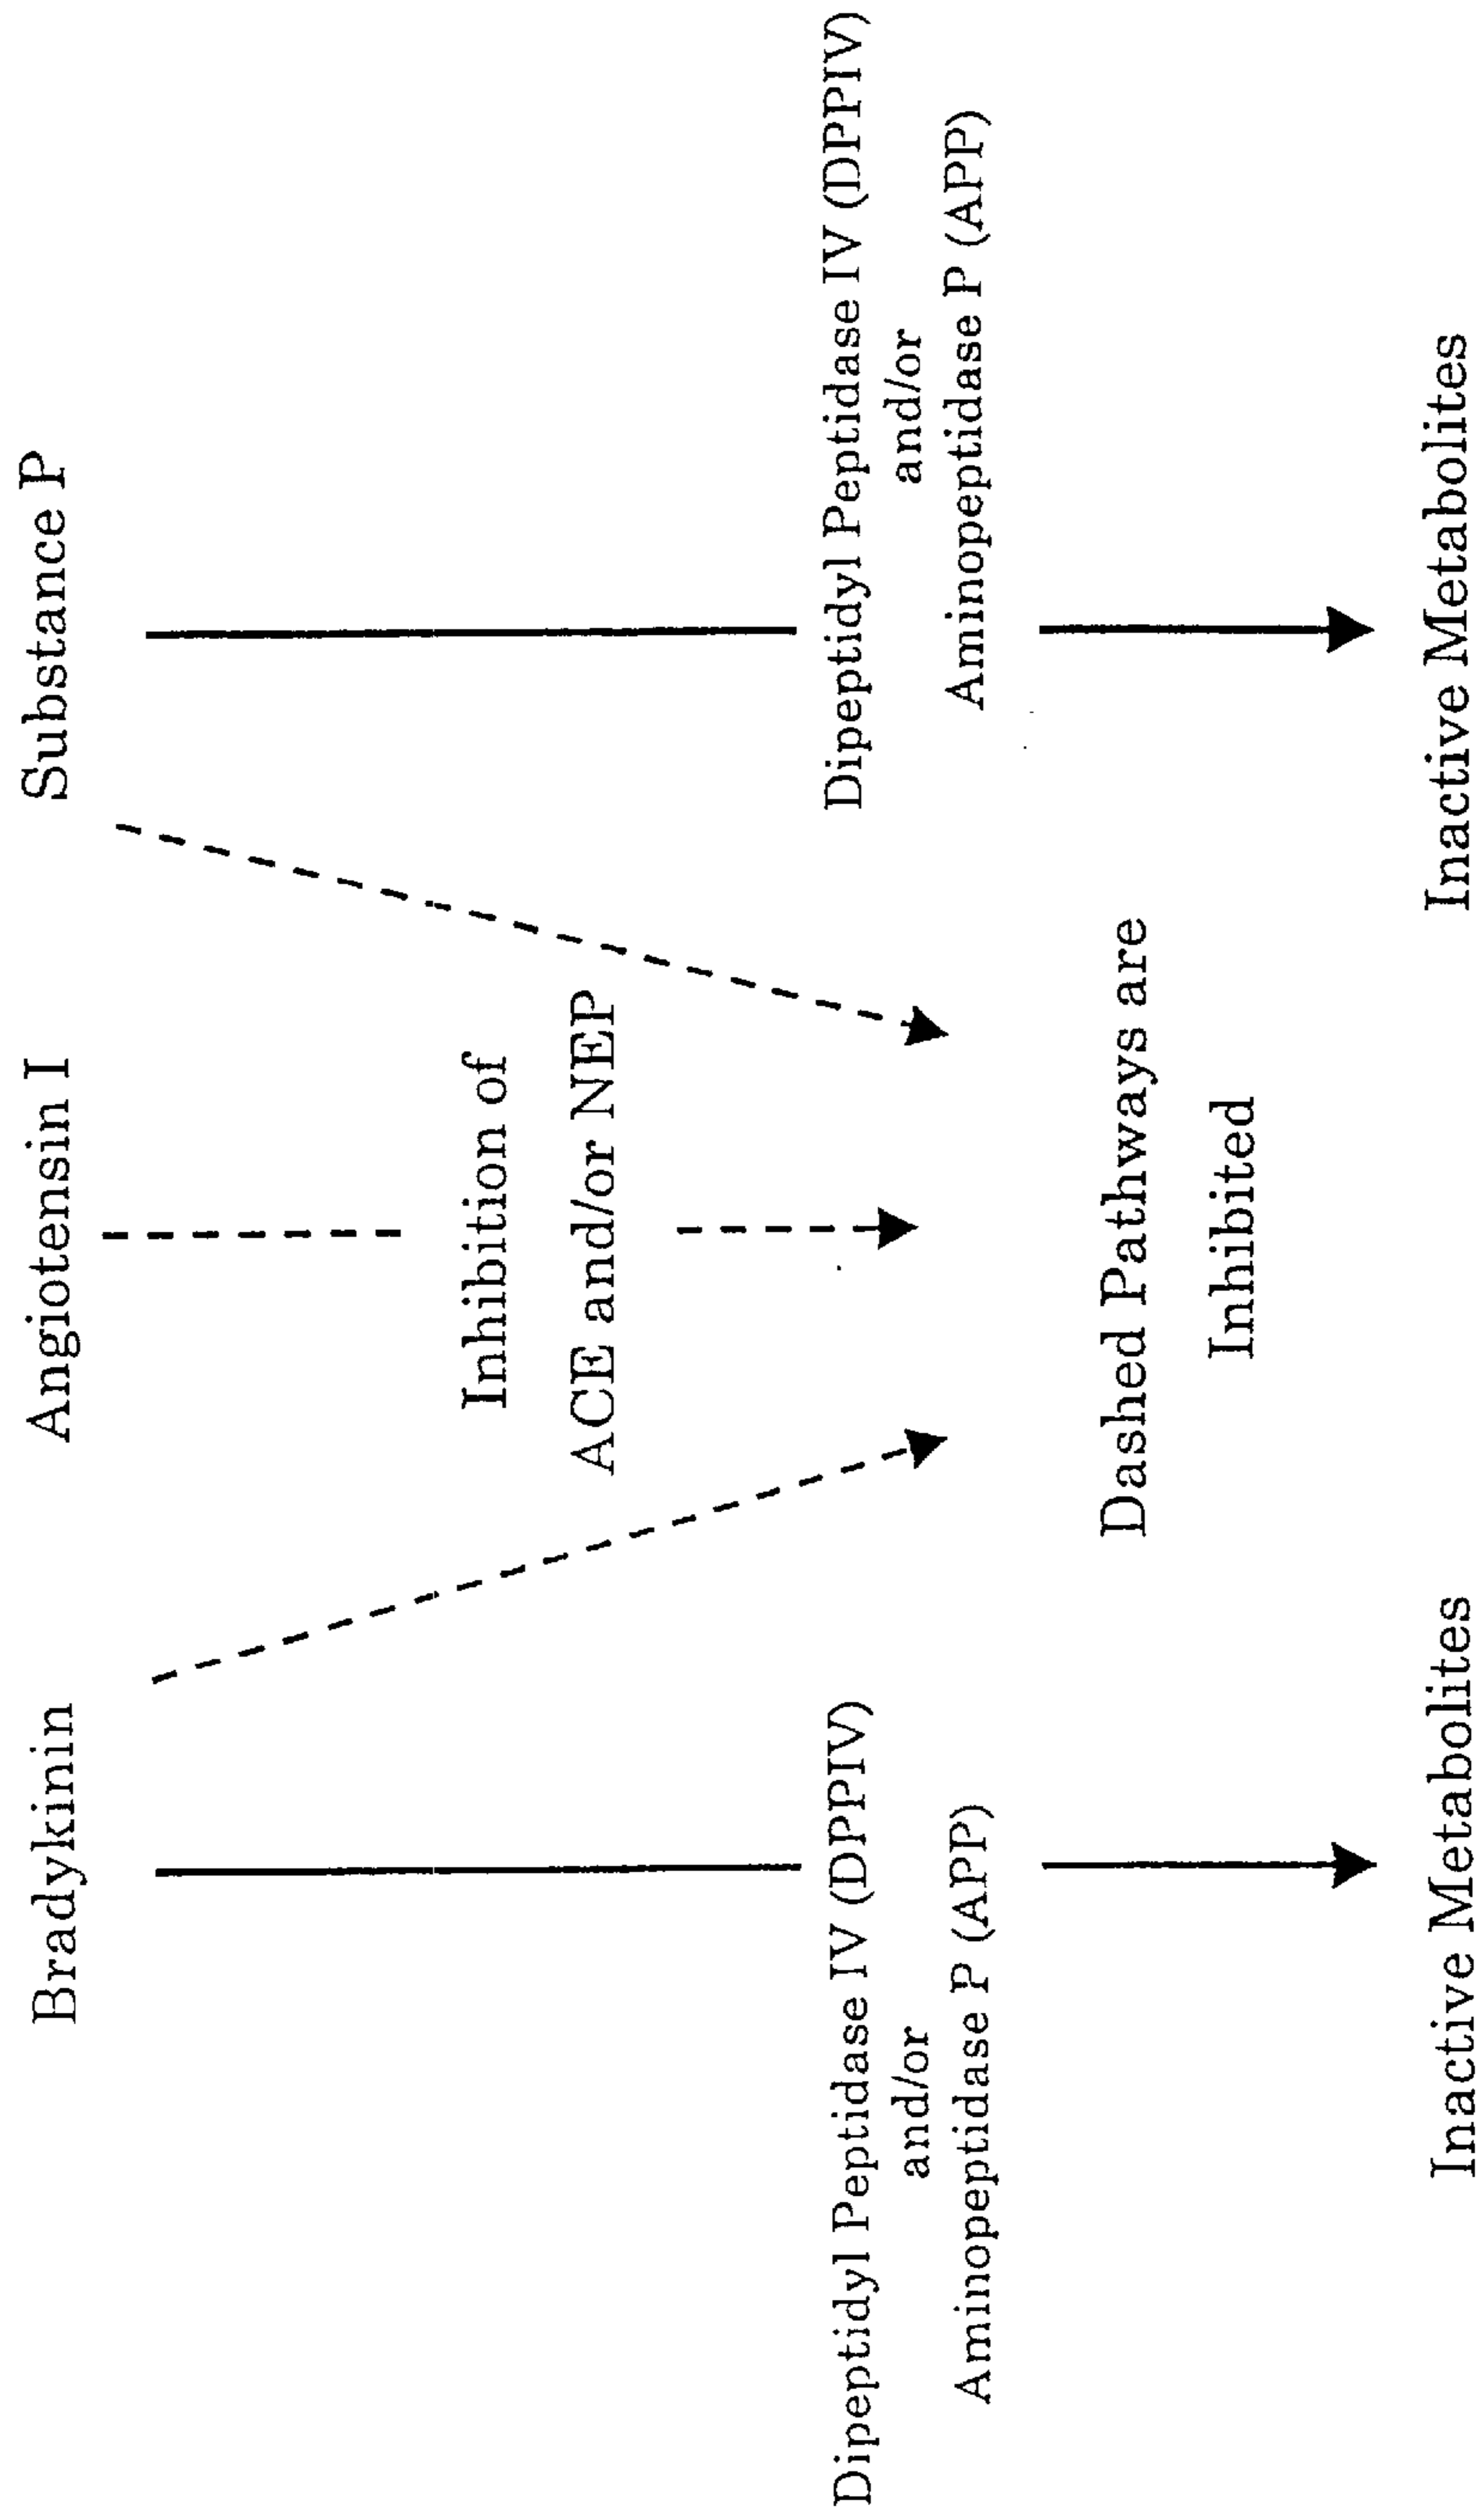 Bradykinin
Angiotensin I
Substance P
Inhibition of
ACE and/or NEP
Dipeptidyl Peptidase IV (DPPIV)
and/or
Aminopeptidase P (APP)
Dipeptidyl Peptidase IV (DPPIV)
and/or
Aminopeptidase P (APP)
Dashed Pathways are
Inhibited
Inactive Metabolites
Inactive Metabolites